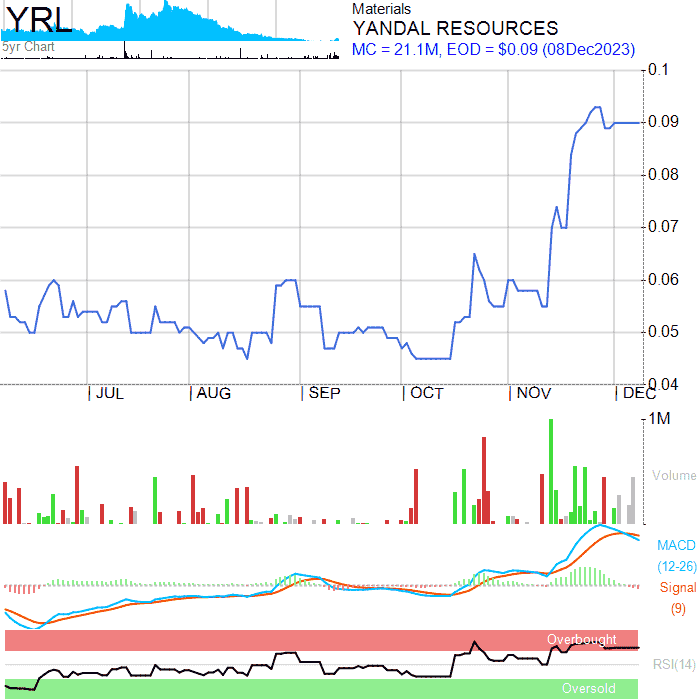 YRL
5yr Chart
Materials
YANDAL RESOURCES
MC = 21.1M, EOD = $0.09 (08Dec2023)
0.1
0.09
0.08
0.07
0.06
0.05
0.04
JUL AUG SEP OCT NOV DEC
1M
Volume
MACD
(12-26)
Signal
(9)
Overbought
RSI(14)
Oversold